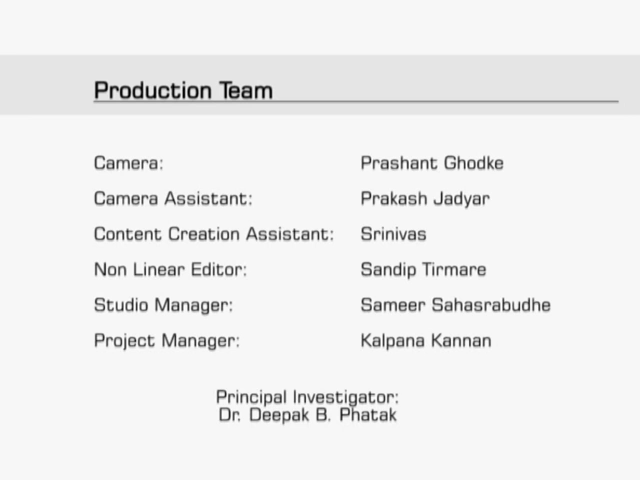 Production Team
Camera: Prashant Ghodke
Camera Assistant: Prakash Jadyar
Content Creation Assistant: Srinivas
Non Linear Editor: Sandip Tirmare
Studio Manager: Sameer Sahasrabudhe
Project Manager: Kalpana Kannan
Principal Investigator:
Dr. Deepak B. Phatak